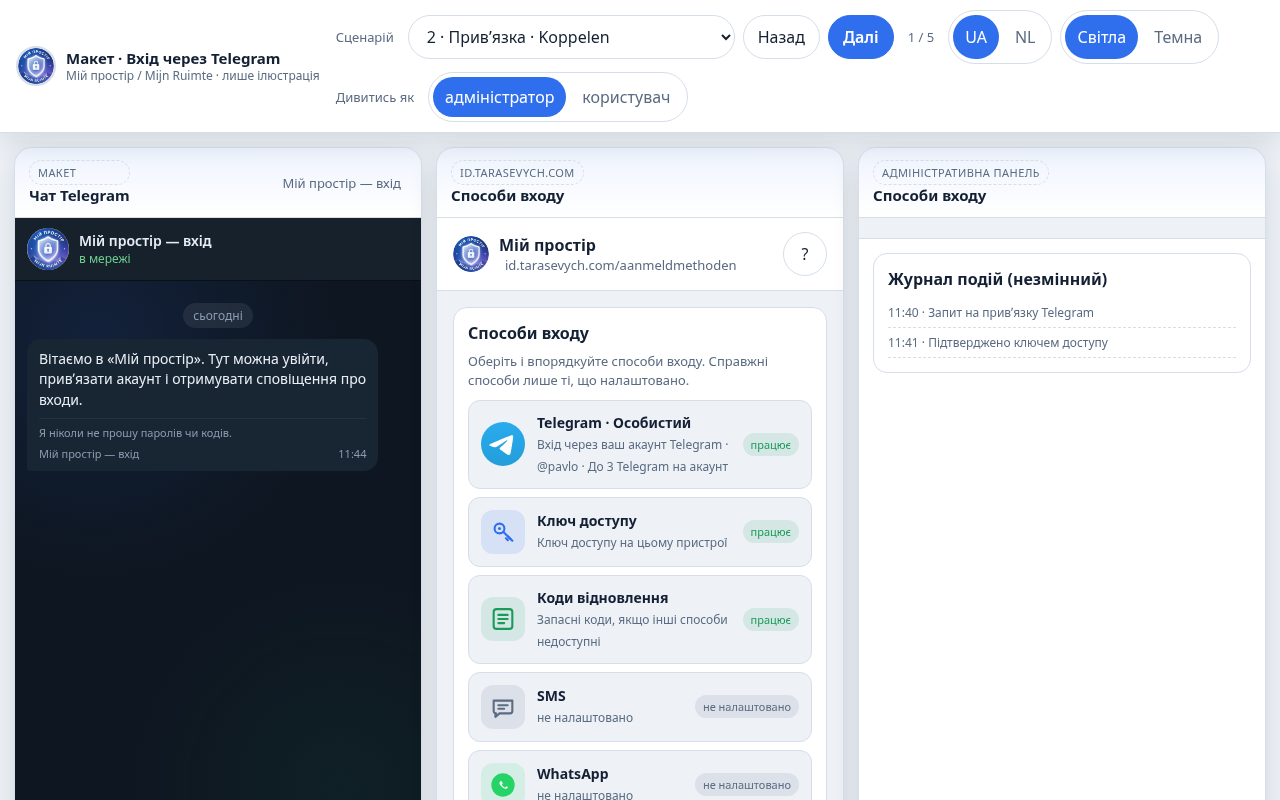 Макет · Вхід через Telegram
Мій простір / Mijn Ruimte · лише ілюстрація
Сценарій
2 · Прив’язка · Koppelen
Назад
Далі
1 / 5
UA
NL
Світла
Темна
Дивитись як
адміністратор
користувач
МАКЕТ
Чат Telegram
Мій простір — вхід
Мій простір — вхід
в мережі
сьогодні
Вітаємо в «Мій простір». Тут можна увійти,
прив’язати акаунт і отримувати сповіщення про
входи.
Я ніколи не прошу паролів чи кодів.
Мій простір — вхід
11:44
ID.TARASEVYCH.COM
Способи входу
Мій простір
id.tarasevych.com/aanmeldmethoden
?
Способи входу
Оберіть і впорядкуйте способи входу. Справжні
способи лише ті, що налаштовано.
Telegram · Особистий
Вхід через ваш акаунт Telegram ·
@pavlo · До 3 Telegram на акаунт
працює
Ключ доступу
Ключ доступу на цьому пристрої
працює
Коди відновлення
Запасні коди, якщо інші способи
недоступні
працює
SMS
не налаштовано
не налаштовано
WhatsApp
не налаштовано
не налаштовано
АДМІНІСТРАТИВНА ПАНЕЛЬ
Способи входу
Журнал подій (незмінний)
11:40 · Запит на прив’язку Telegram
11:41 · Підтверджено ключем доступу